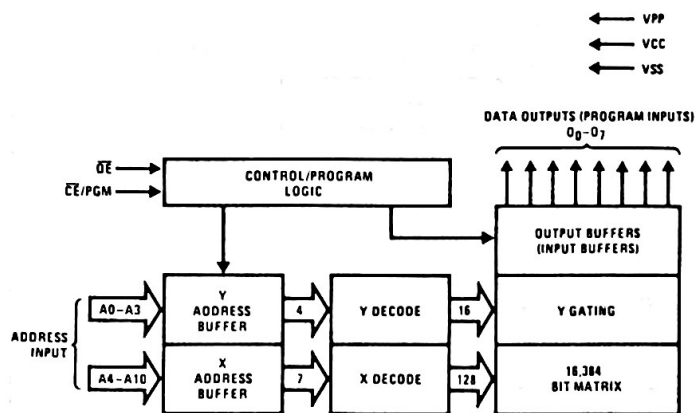 VPP
VCC
VSS
DATA OUTPUTS (PROGRAM INPUTS)
O0–O7
OE
CE/PGM
CONTROL/PROGRAM
LOGIC
OUTPUT BUFFERS
(INPUT BUFFERS)
ADDRESS
INPUT
A0–A3
Y
ADDRESS
BUFFER
4
Y DECODE
16
Y GATING
A4–A10
X
ADDRESS
BUFFER
7
X DECODE
128
16,384
BIT MATRIX